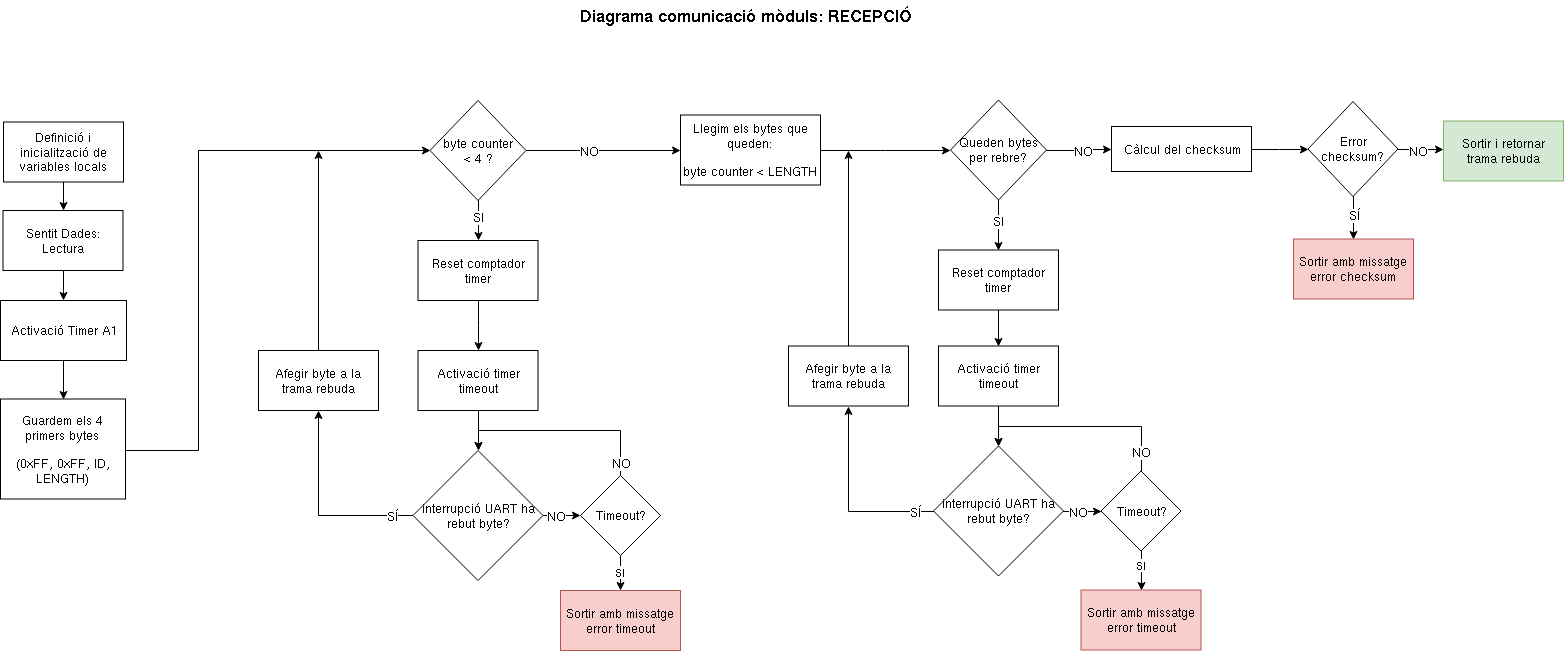 Diagrama comunicació mòduls: RECEPCIÓ
Definició i
inicialització de
variables locals
Sentit Dades:
Lectura
Activació Timer A1
Guardem els 4
primers bytes
(0xFF, 0xFF, ID,
LENGTH)
byte counter
< 4 ?
NO
SI
Reset comptador
timer
Activació timer
timeout
Interrupció UART ha
rebut byte?
SÍ
Afegir byte a la
trama rebuda
NO
Timeout?
NO
SI
Sortir amb missatge
error timeout
Llegim els bytes que
queden:
byte counter < LENGTH
Queden bytes
per rebre?
NO
SI
Reset comptador
timer
Activació timer
timeout
Interrupció UART ha
rebut byte?
SÍ
Afegir byte a la
trama rebuda
NO
Timeout?
NO
SI
Sortir amb missatge
error timeout
Càlcul del checksum
Error
checksum?
NO
SÍ
Sortir amb missatge
error checksum
Sortir i retornar
trama rebuda